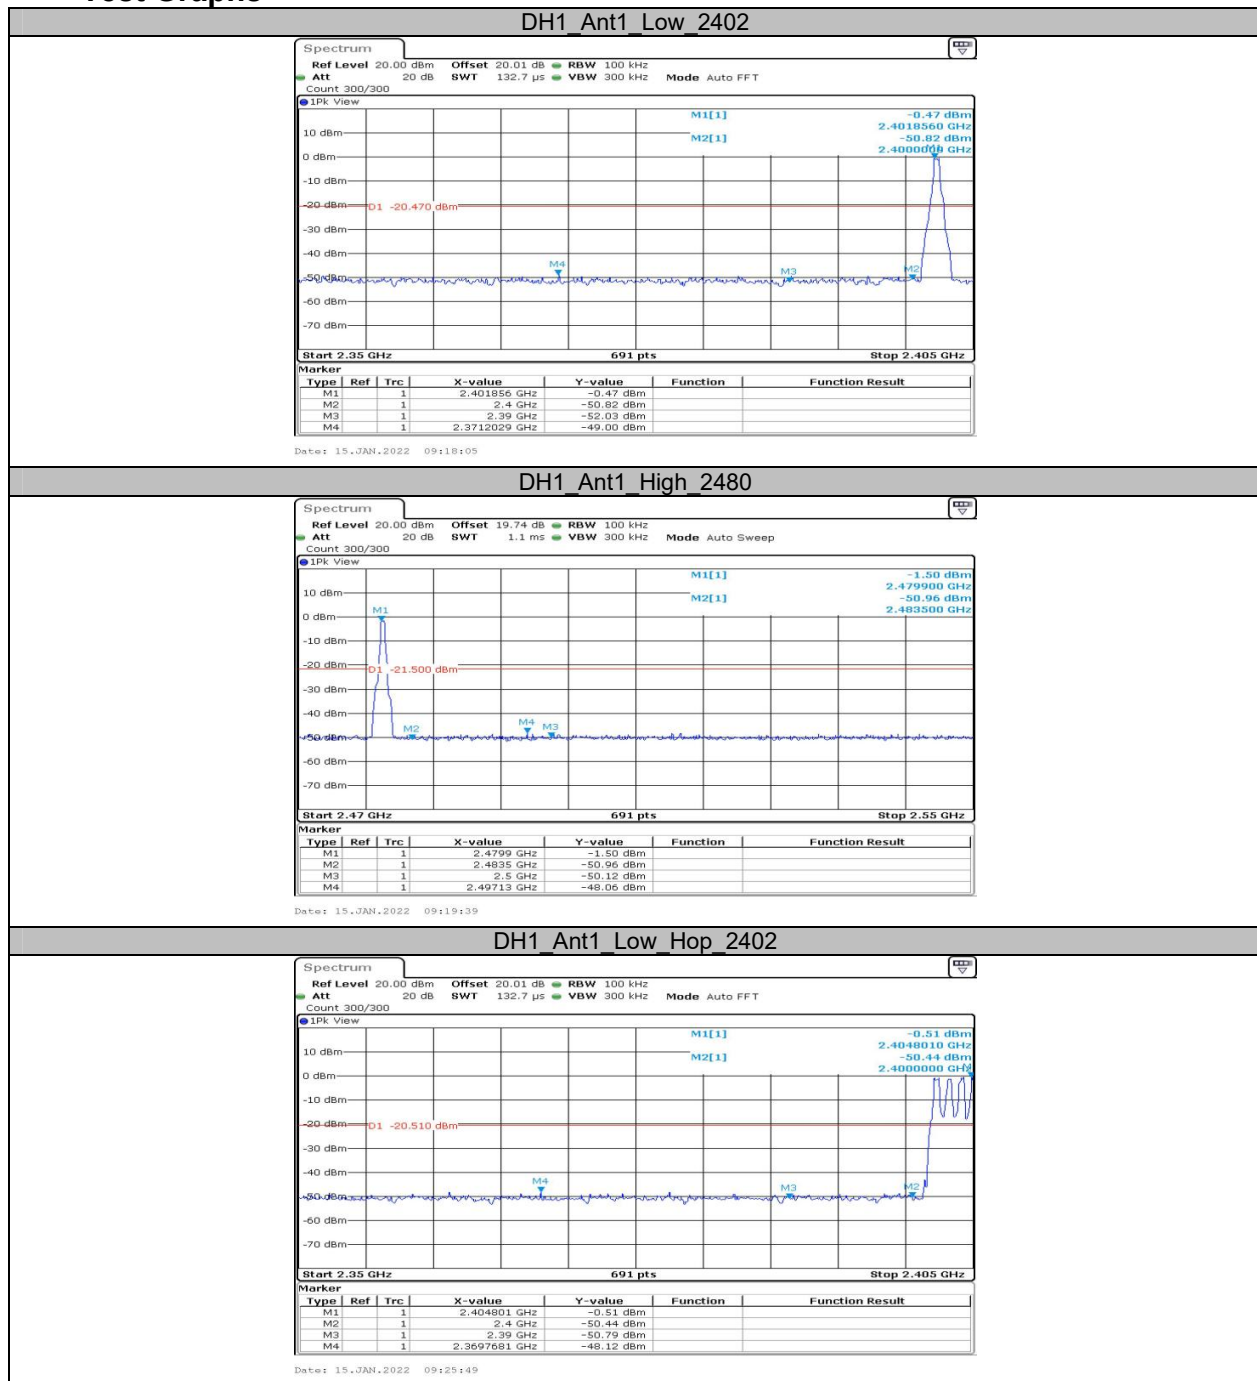 DH1_Ant1_Low_2402
Spectrum
Ref Level 20.00 dBm Offset 20.01 dB RBW 100 kHz
Att 20 dB SWT 132.7 µs VBW 300 kHz Mode Auto FFT
Count 300/300
1Pk View
M1[1] -0.47 dBm
2.4018560 GHz
10 dBm
M2[1] -50.82 dBm
2.4000000 GHz
0 dBm
-10 dBm
-20 dBm
D1 -20.470 dBm
-30 dBm
-40 dBm
M4 M3 M2
-50 dBm
-60 dBm
-70 dBm
Start 2.35 GHz 691 pts Stop 2.405 GHz
Marker
Type Ref Trc X-value Y-value Function Function Result
M1 1 2.401856 GHz -0.47 dBm
M2 1 2.4 GHz -50.82 dBm
M3 1 2.39 GHz -52.03 dBm
M4 1 2.3712029 GHz -49.00 dBm
Date: 15.JAN.2022 09:18:05
DH1_Ant1_High_2480
Spectrum
Ref Level 20.00 dBm Offset 19.74 dB RBW 100 kHz
Att 20 dB SWT 1.1 ms VBW 300 kHz Mode Auto Sweep
Count 300/300
1Pk View
M1[1] -1.50 dBm
2.479900 GHz
10 dBm
M2[1] -50.96 dBm
2.483500 GHz
M1
0 dBm
-10 dBm
-20 dBm
D1 -21.500 dBm
-30 dBm
-40 dBm
M2 M4 M3
-50 dBm
-60 dBm
-70 dBm
Start 2.47 GHz 691 pts Stop 2.55 GHz
Marker
Type Ref Trc X-value Y-value Function Function Result
M1 1 2.4799 GHz -1.50 dBm
M2 1 2.4835 GHz -50.96 dBm
M3 1 2.5 GHz -50.12 dBm
M4 1 2.49713 GHz -48.06 dBm
Date: 15.JAN.2022 09:19:39
DH1_Ant1_Low_Hop_2402
Spectrum
Ref Level 20.00 dBm Offset 20.01 dB RBW 100 kHz
Att 20 dB SWT 132.7 µs VBW 300 kHz Mode Auto FFT
Count 300/300
1Pk View
M1[1] -0.51 dBm
2.4048010 GHz
10 dBm
M2[1] -50.44 dBm
2.4000000 GHz
0 dBm
-10 dBm
-20 dBm
D1 -20.510 dBm
-30 dBm
-40 dBm
M4 M3 M2
-50 dBm
-60 dBm
-70 dBm
Start 2.35 GHz 691 pts Stop 2.405 GHz
Marker
Type Ref Trc X-value Y-value Function Function Result
M1 1 2.404801 GHz -0.51 dBm
M2 1 2.4 GHz -50.44 dBm
M3 1 2.39 GHz -50.79 dBm
M4 1 2.3697681 GHz -48.12 dBm
Date: 15.JAN.2022 09:25:49